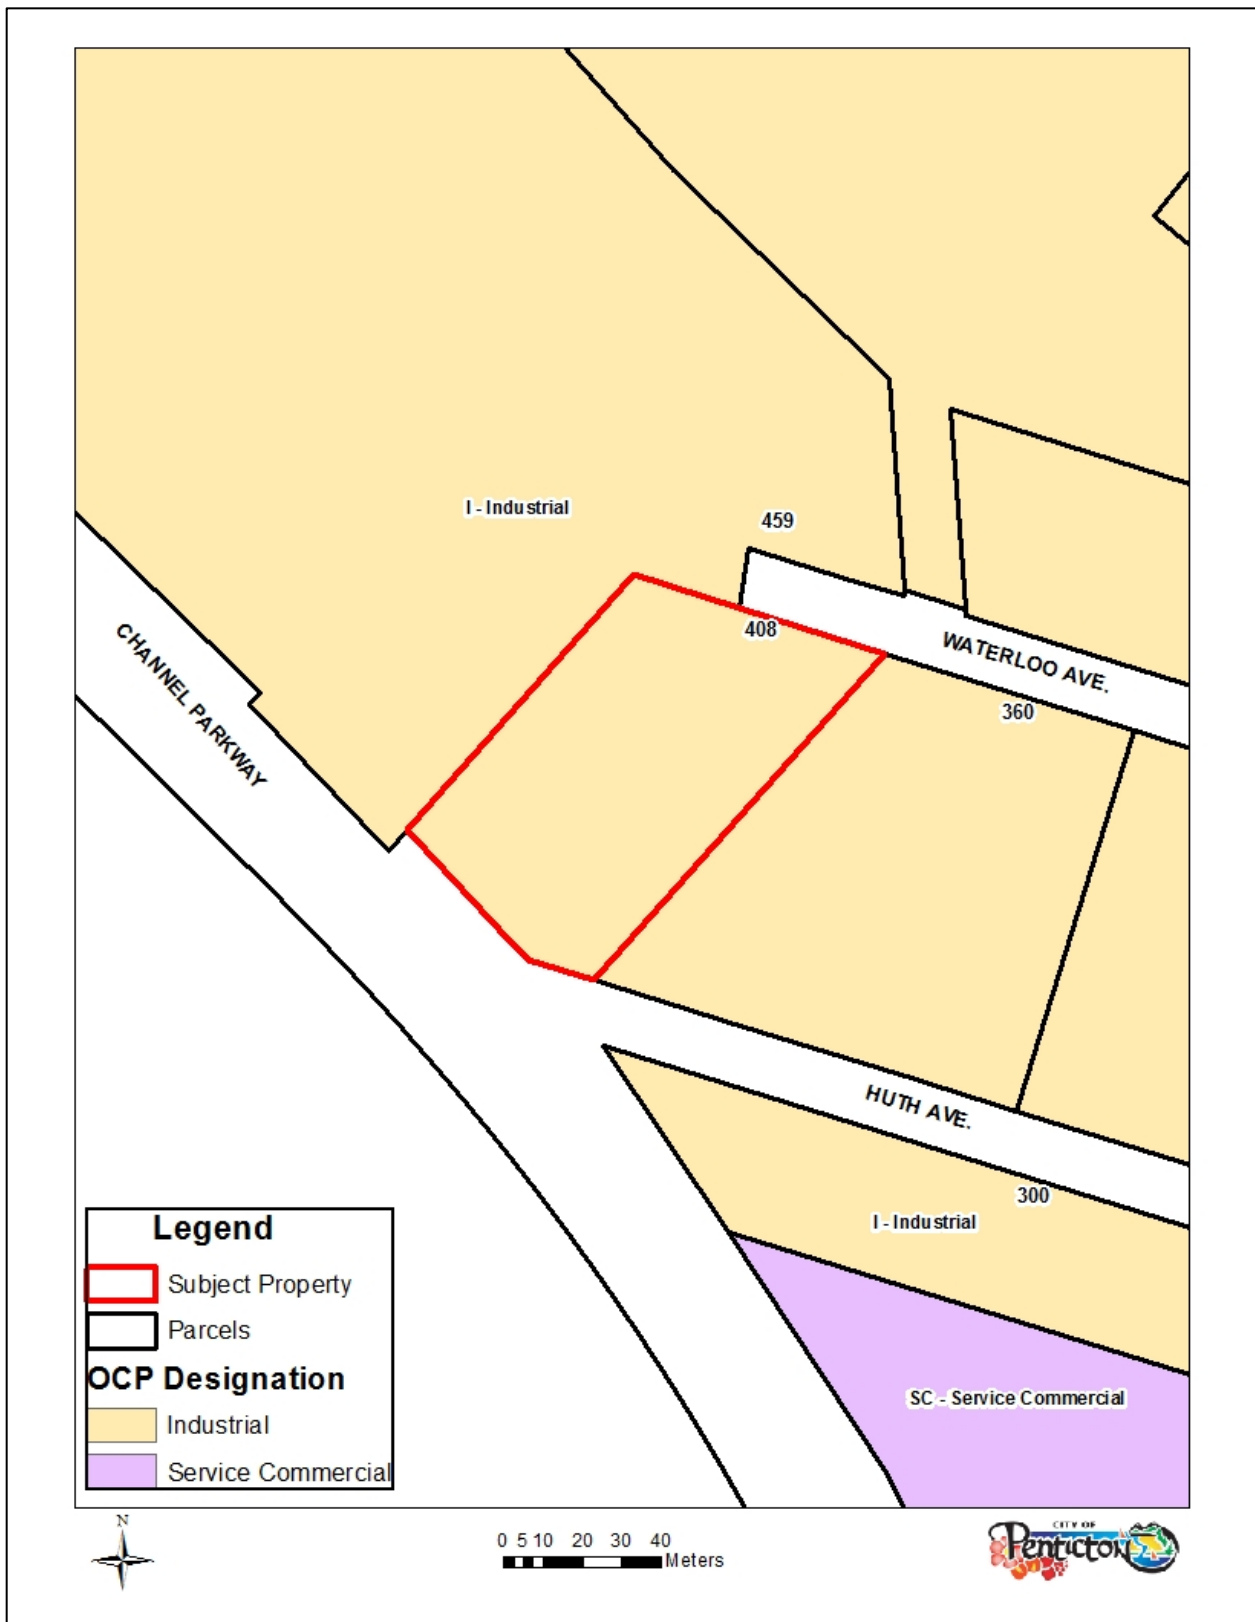 I - Industrial
459
408
WATERLOO AVE.
360
CHANNEL PARKWAY
HUTH AVE.
300
I - Industrial
SC - Service Commercial
Legend
Subject Property
Parcels
OCP Designation
Industrial
Service Commercial
N
0 5 10 20 30 40
Meters
CITY OF
Penticton